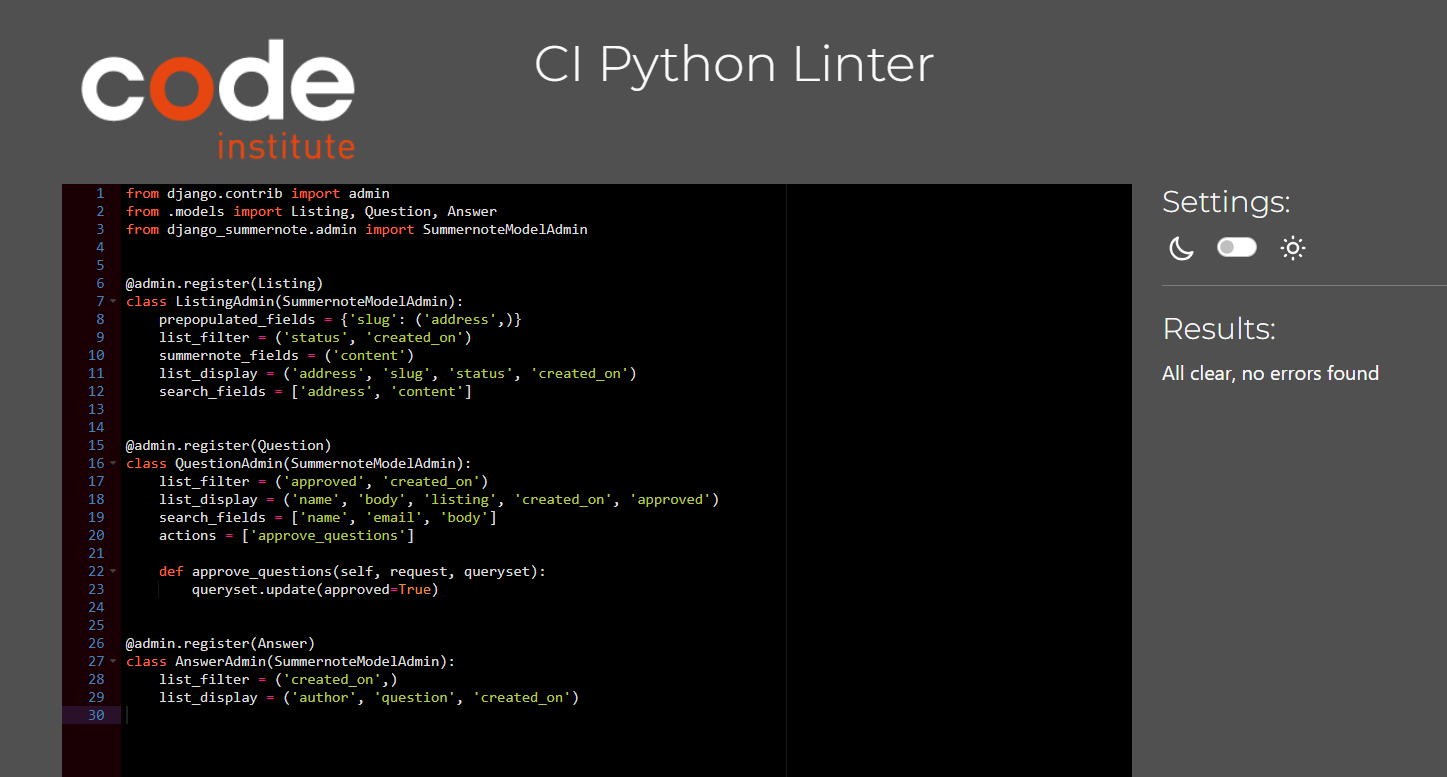 code
institute
CI Python Linter
1 from django.contrib import admin
2 from .models import Listing, Question, Answer
3 from django_summernote.admin import SummernoteModelAdmin
4
5
6 @admin.register(Listing)
7 class ListingAdmin(SummernoteModelAdmin):
8     prepopulated_fields = {'slug': ('address',)}
9     list_filter = ('status', 'created_on')
10     summernote_fields = ('content')
11     list_display = ('address', 'slug', 'status', 'created_on')
12     search_fields = ['address', 'content']
13
14
15 @admin.register(Question)
16 class QuestionAdmin(SummernoteModelAdmin):
17     list_filter = ('approved', 'created_on')
18     list_display = ('name', 'body', 'listing', 'created_on', 'approved')
19     search_fields = ['name', 'email', 'body']
20     actions = ['approve_questions']
21
22     def approve_questions(self, request, queryset):
23         queryset.update(approved=True)
24
25
26 @admin.register(Answer)
27 class AnswerAdmin(SummernoteModelAdmin):
28     list_filter = ('created_on',)
29     list_display = ('author', 'question', 'created_on')
30
Settings:
Results:
All clear, no errors found